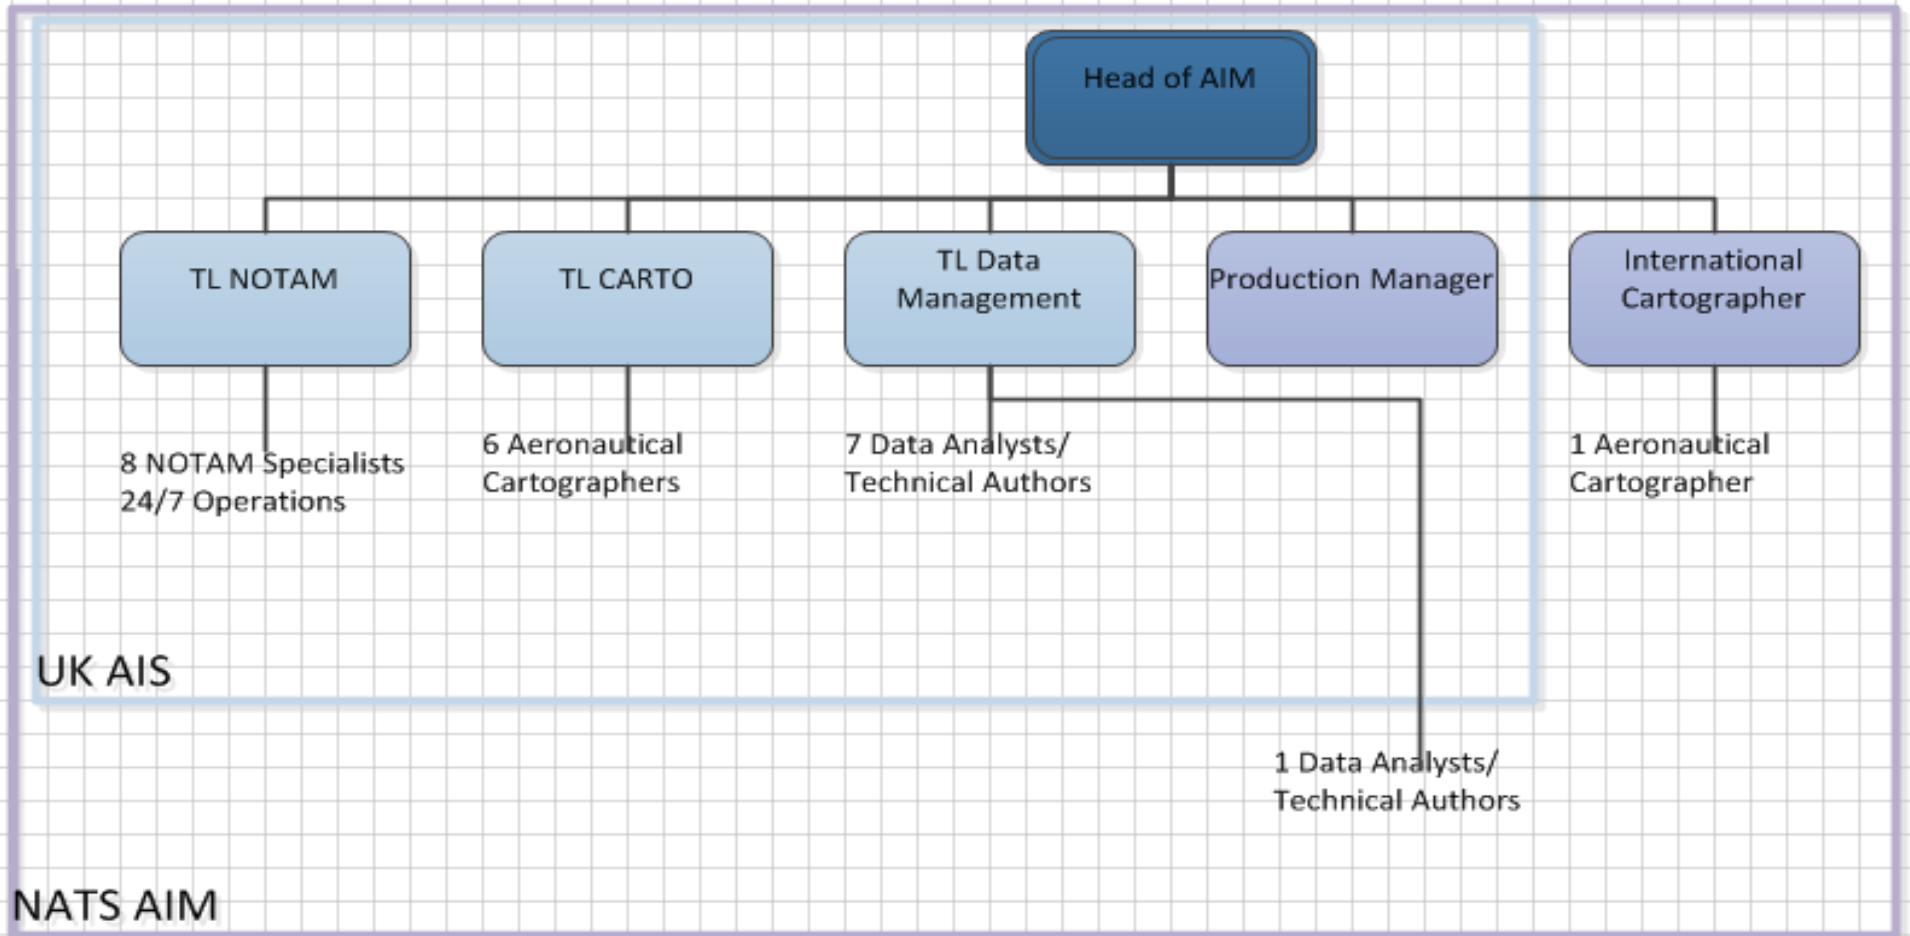 Head of AIM
TL NOTAM
TL CARTO
TL Data
Management
Production Manager
International
Cartographer
8 NOTAM Specialists
24/7 Operations
6 Aeronautical
Cartographers
7 Data Analysts/
Technical Authors
1 Aeronautical
Cartographer
UK AIS
1 Data Analysts/
Technical Authors
NATS AIM